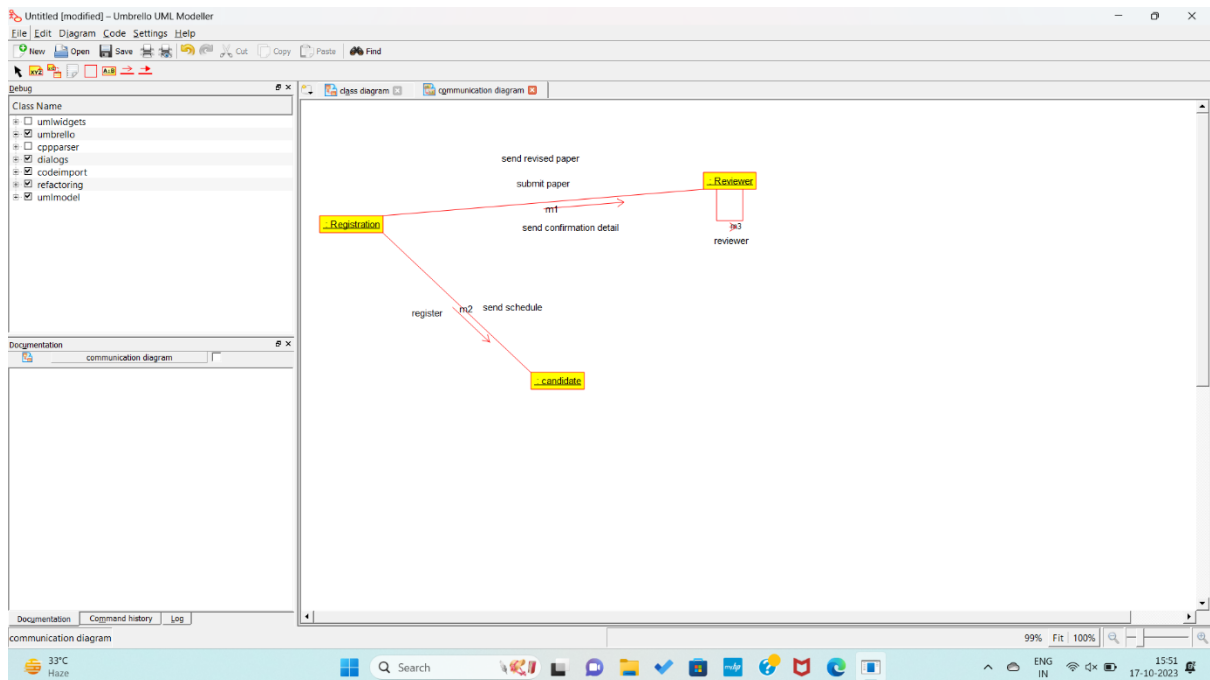 Untitled [modified] – Umbrello UML Modeller
File Edit Diagram Code Settings Help
New Open Save Cut Copy Paste Find
XYZ A:B
Debug
class diagram communication diagram
Class Name
umlwidgets
umbrello
cppparser
dialogs
codeimport
refactoring
umlmodel
send revised paper
submit paper
: Reviewer
m1
: Registration
send confirmation detail
m3
reviewer
register m2 send schedule
: candidate
Documentation
communication diagram
Documentation Command history Log
communication diagram
99% Fit 100%
33°C
Haze
Search
ENG
IN
15:51
17-10-2023